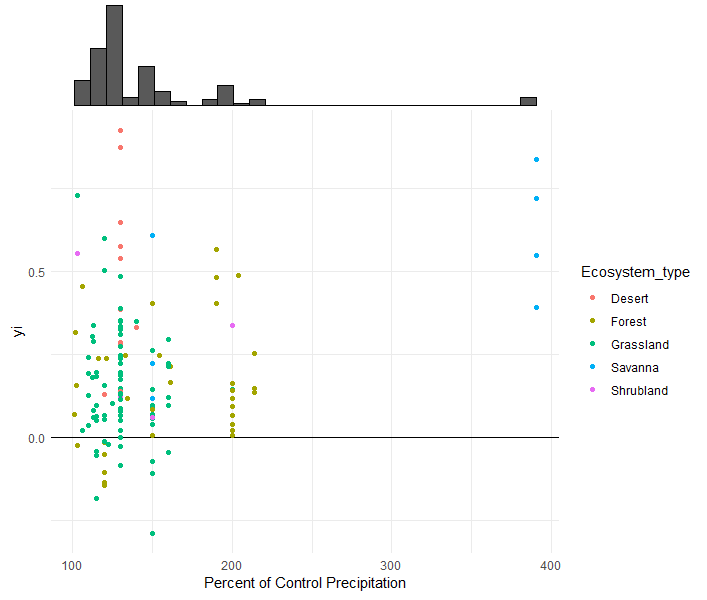 0.5
0.0
yi
100
200
300
400
Percent of Control Precipitation
Ecosystem_type
Desert
Forest
Grassland
Savanna
Shrubland